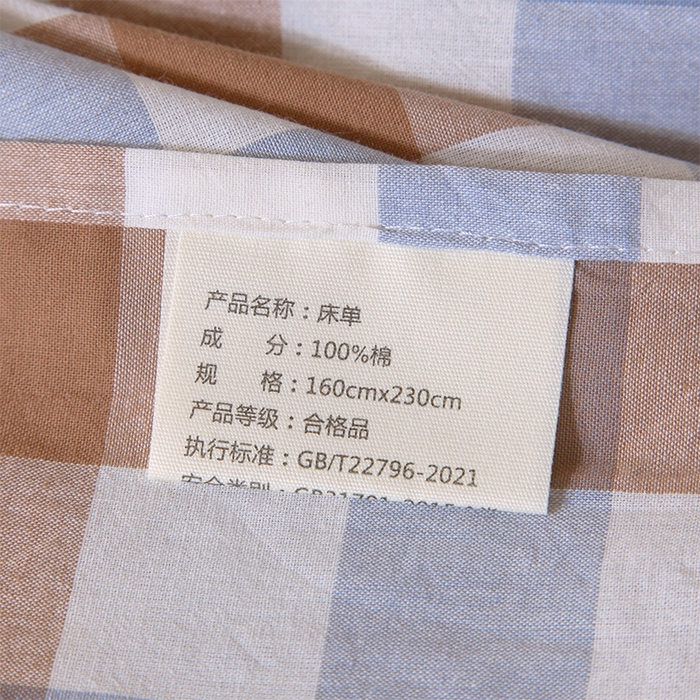 产品名称：床单
成 分：100%棉
规 格：160cmx230cm
产品等级：合格品
执行标准：GB/T22796-2021